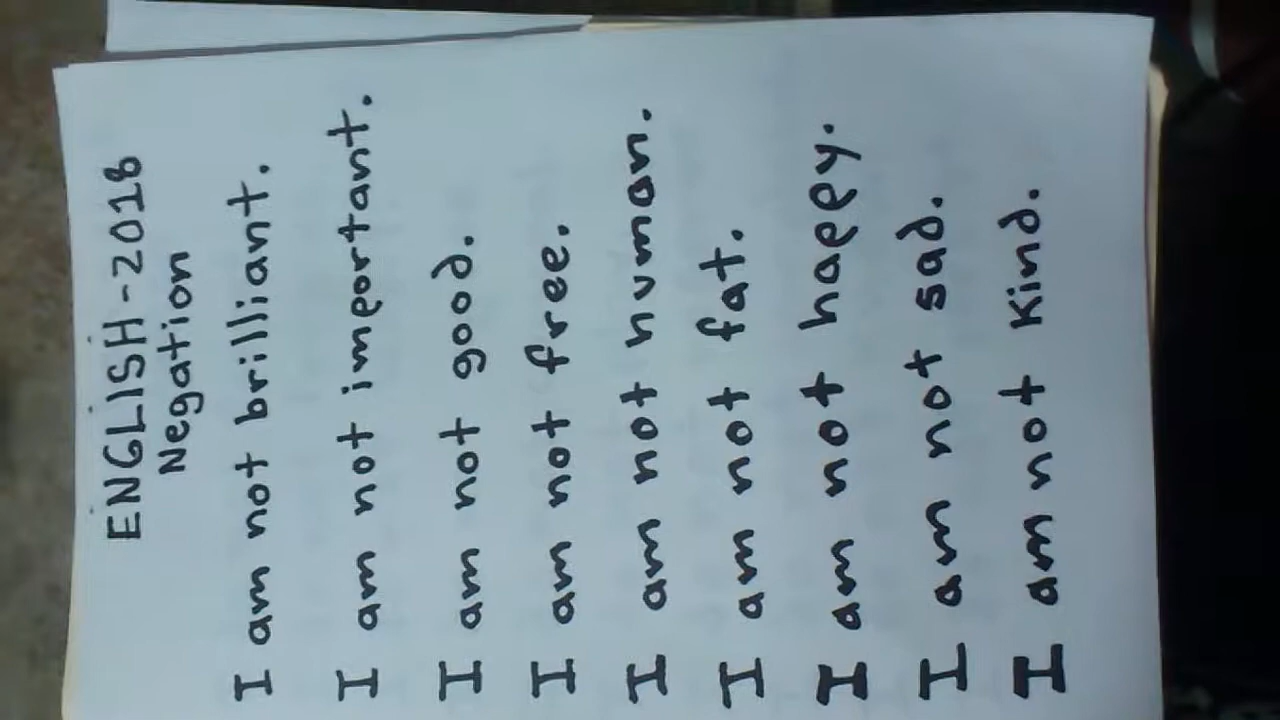 ENGLISH-2018
Negation
I am not brilliant.
I am not important.
I am not good.
I am not free.
I am not human.
I am not fat.
I am not happy.
I am not sad.
I am not kind.